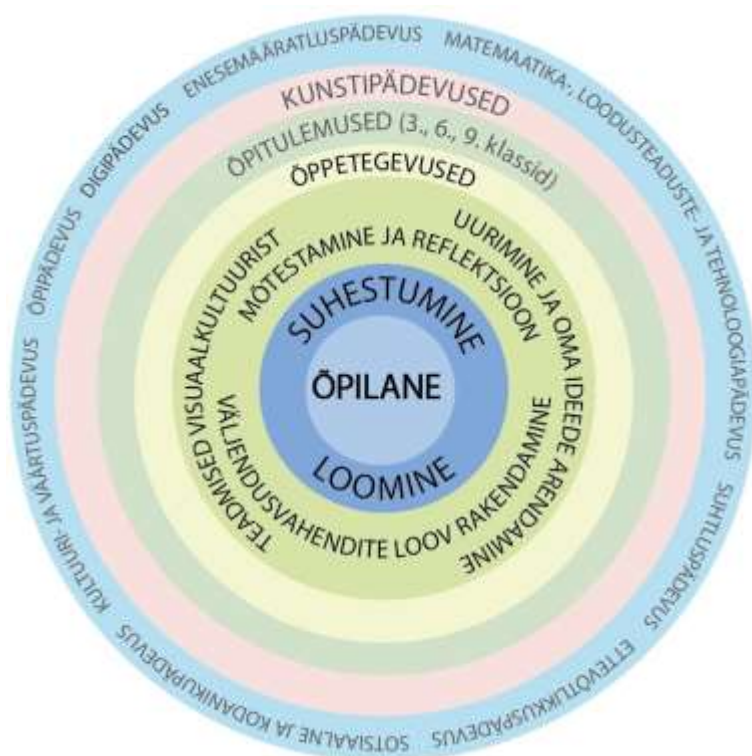 ENESEMÄÄRATLUSPÄDEVUS
MATEMAATIKA-, LOODUSTEADUSTE- JA TEHNOLOOGIAPÄDEVUS
SUHTLUSPÄDEVUS
ETTEVÕTLIKKUSPÄDEVUS
SOTSIAALNE JA KODANIKUPÄDEVUS
KULTUURI- JA VÄÄRTUSPÄDEVUS
ÕPIPÄDEVUS
DIGIPÄDEVUS
KUNSTIPÄDEVUSED
ÕPITULEMUSED (3., 6., 9. klassid)
ÕPPETEGEVUSED
UURIMINE JA OMA IDEEDE ARENDAMINE
TEADMISED VISUAALKULTUURIST
MÕTESTAMINE JA REFLEKTSIOON
VÄLJENDUSVAHENDITE LOOV RAKENDAMINE
SUHESTUMINE
ÕPILANE
LOOMINE